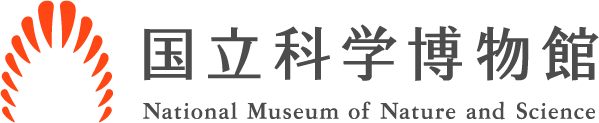 国立科学博物館
National Museum of Nature and Science